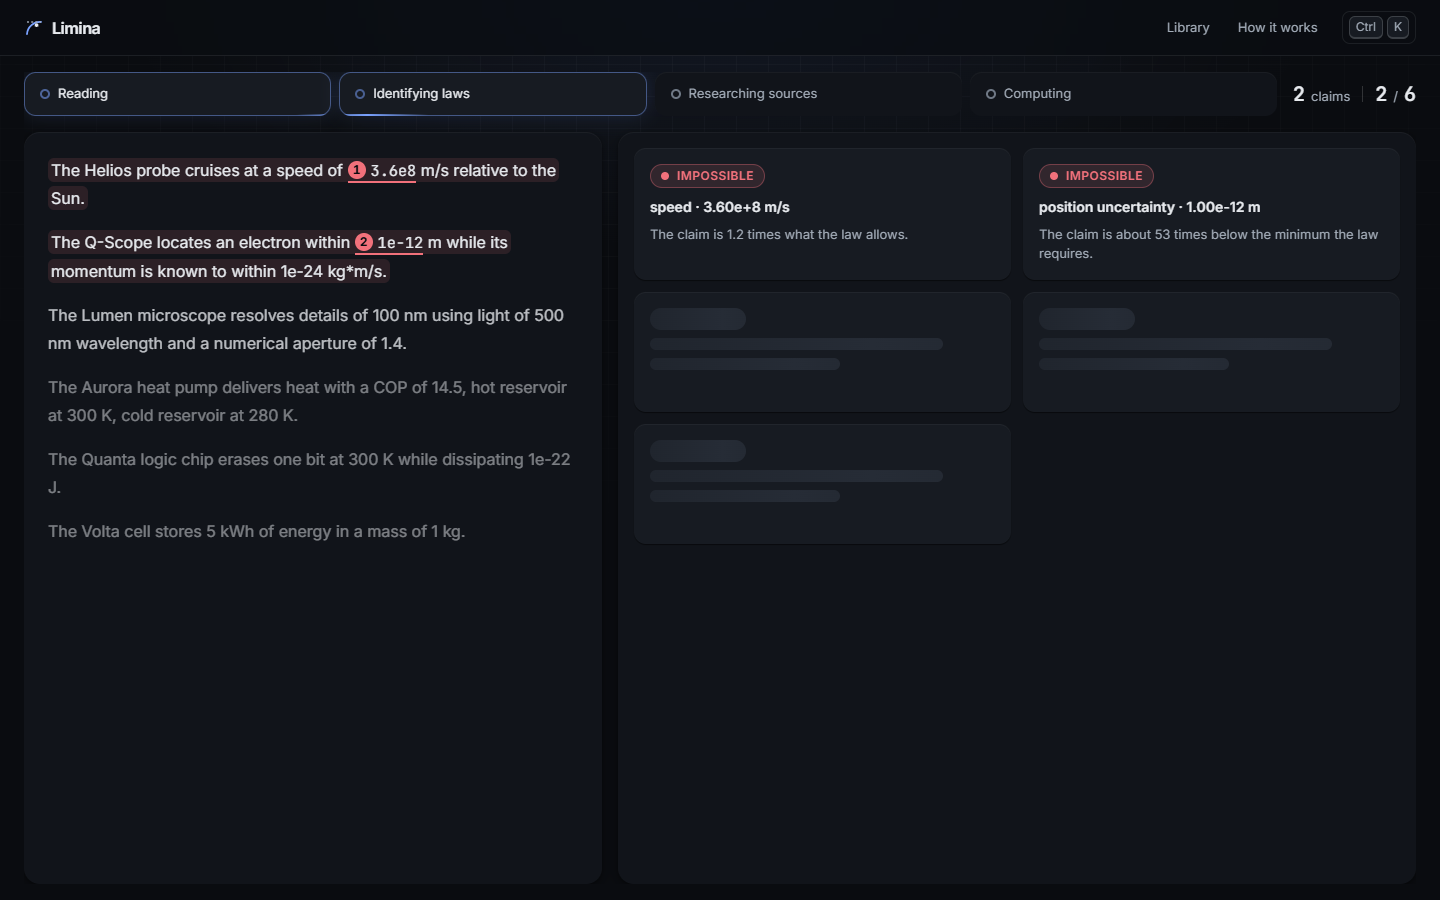 Limina
Library
How it works
Ctrl K
Reading
Identifying laws
Researching sources
Computing
2 claims
2 / 6
The Helios probe cruises at a speed of 1 3.6e8 m/s relative to the
Sun.
The Q-Scope locates an electron within 2 1e-12 m while its
momentum is known to within 1e-24 kg*m/s.
The Lumen microscope resolves details of 100 nm using light of 500
nm wavelength and a numerical aperture of 1.4.
The Aurora heat pump delivers heat with a COP of 14.5, hot reservoir
at 300 K, cold reservoir at 280 K.
The Quanta logic chip erases one bit at 300 K while dissipating 1e-22
J.
The Volta cell stores 5 kWh of energy in a mass of 1 kg.
IMPOSSIBLE
speed · 3.60e+8 m/s
The claim is 1.2 times what the law allows.
IMPOSSIBLE
position uncertainty · 1.00e-12 m
The claim is about 53 times below the minimum the law
requires.